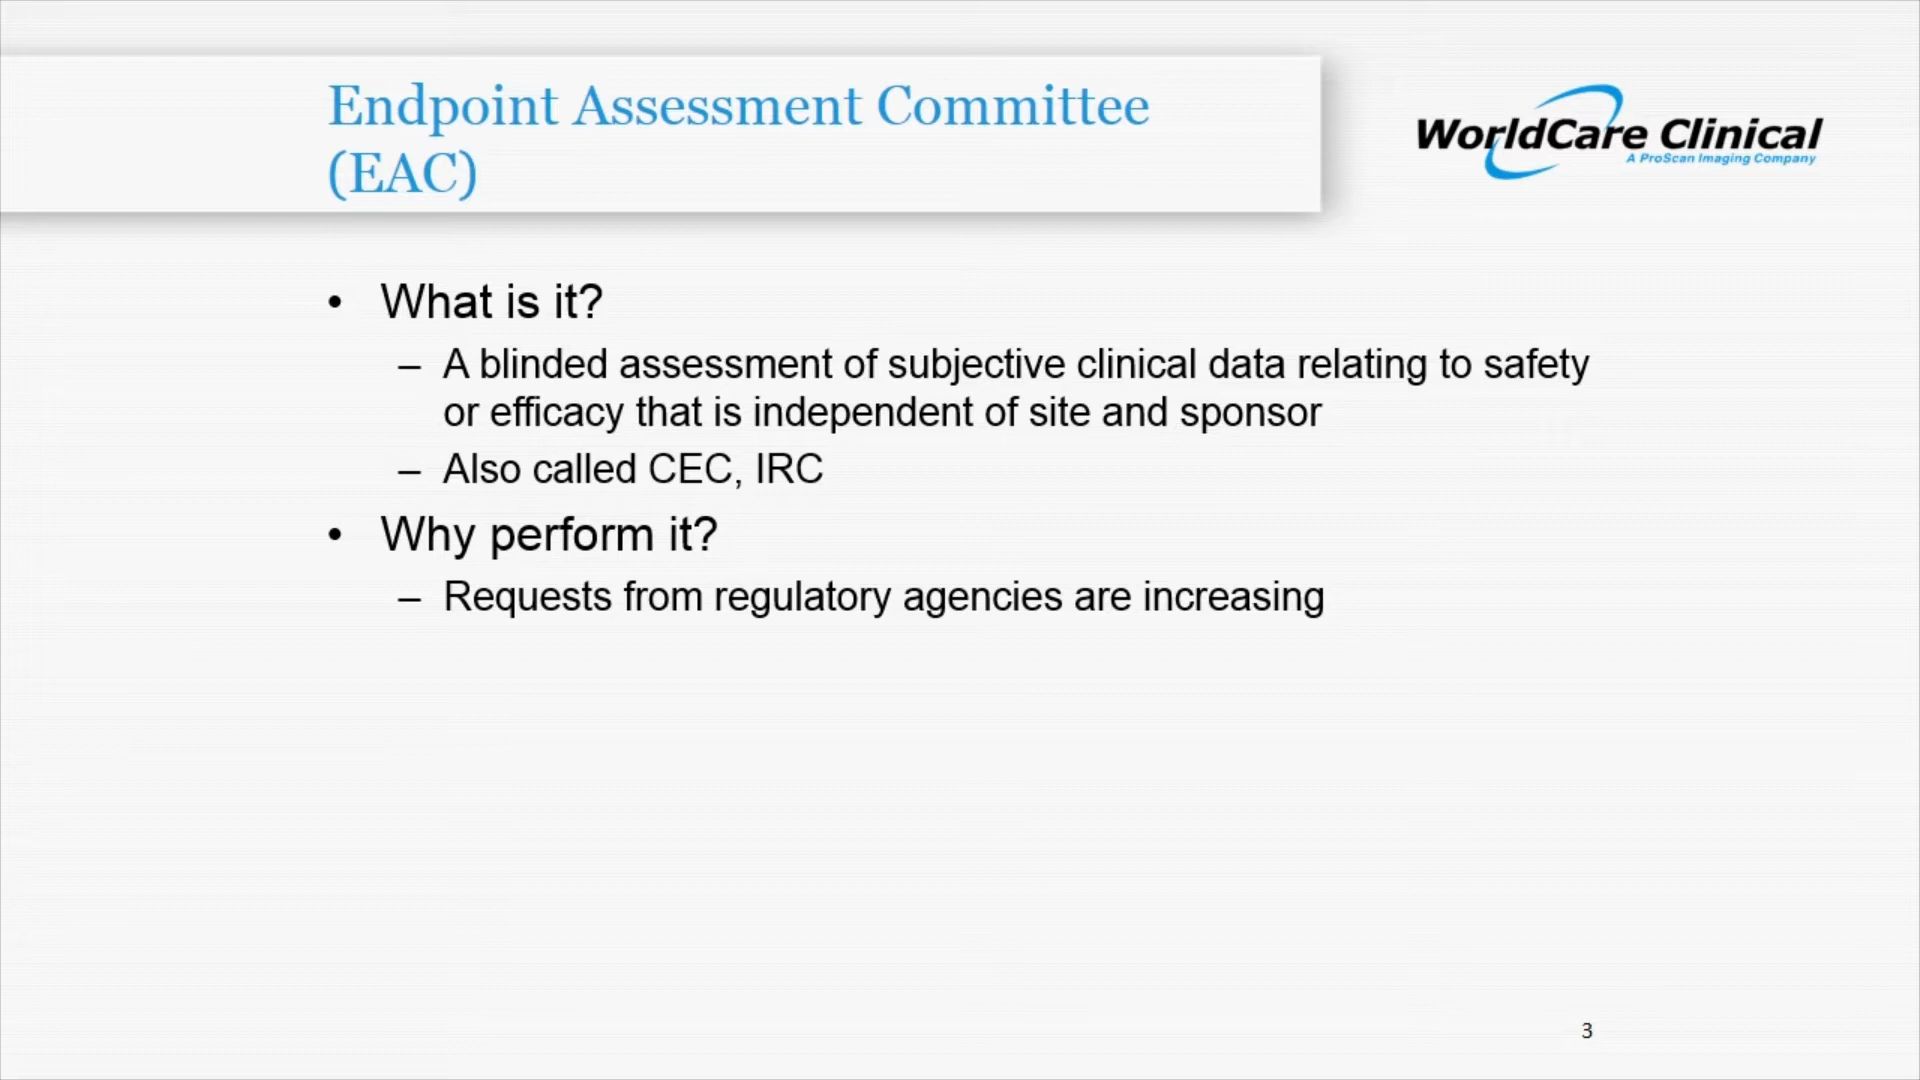 Endpoint Assessment Committee
(EAC)
WorldCare Clinical
A ProScan Imaging Company
• What is it?
– A blinded assessment of subjective clinical data relating to safety
or efficacy that is independent of site and sponsor
– Also called CEC, IRC
• Why perform it?
– Requests from regulatory agencies are increasing
3